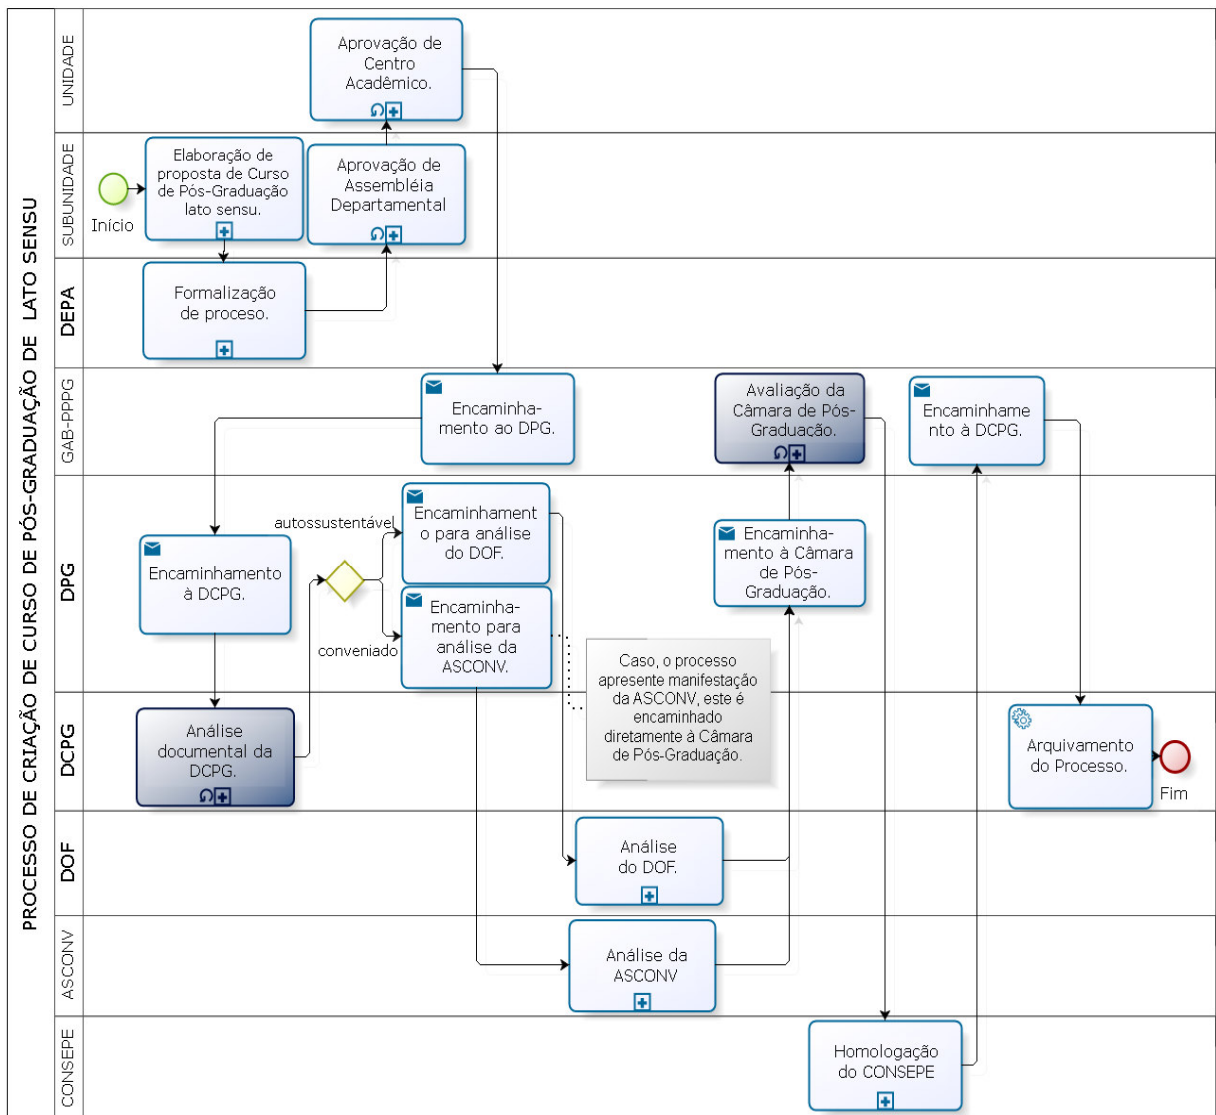 PROCESSO DE CRIAÇÃO DE CURSO DE PÓS-GRADUAÇÃO DE LATO SENSU
UNIDADE
Aprovação de
Centro
Acadêmico.
SUBUNIDADE
Início
Elaboração de
proposta de Curso
de Pós-Graduação
lato sensu.
Aprovação de
Assembléia
Departamental
DEPA
Formalização
de proceso.
GAB-PPPG
Encaminha-
mento ao DPG.
Avaliação da
Câmara de Pós-
Graduação.
Encaminhame
nto à DCPG.
DPG
Encaminhamento
à DCPG.
autossustentável
conveniado
Encaminhament
o para análise
do DOF.
Encaminha-
mento para
análise da
ASCONV.
Encaminha-
mento à Câmara
de Pós-
Graduação.
Caso, o processo
apresente manifestação
da ASCONV, este é
encaminhado
diretamente à Câmara
de Pós-Graduação.
DCPG
Análise
documental da
DCPG.
Arquivamento
do Processo.
Fim
DOF
Análise
do DOF.
ASCONV
Análise da
ASCONV
CONSEPE
Homologação
do CONSEPE